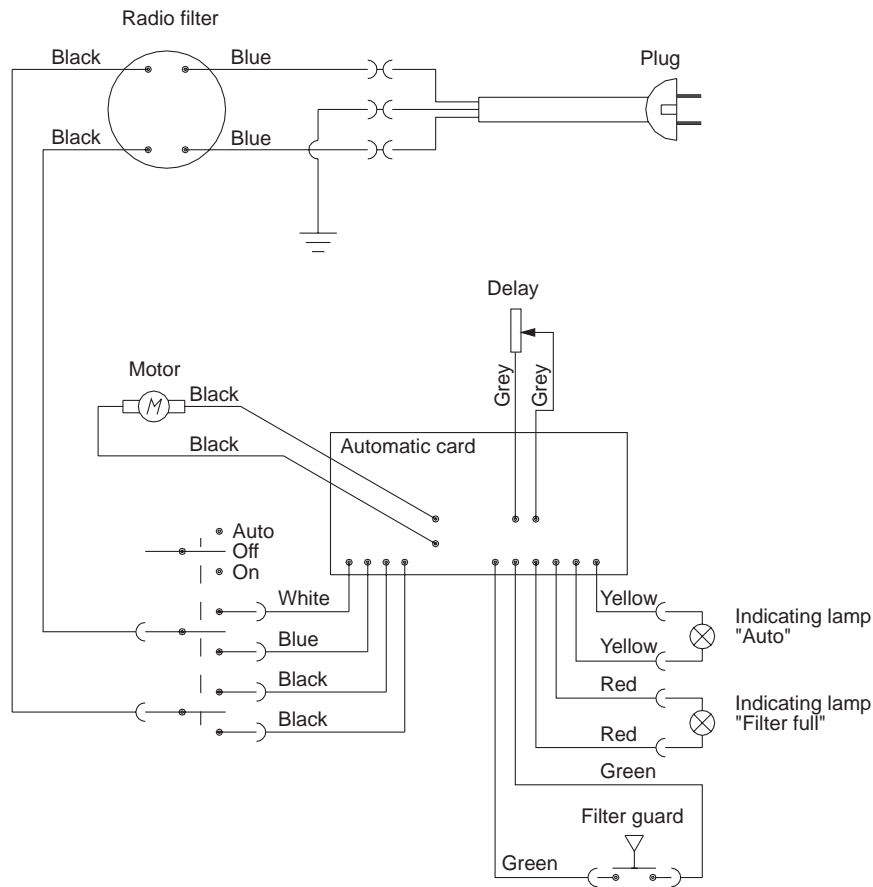 Radio filter
Black
Blue
Plug
Black
Blue
Delay
Grey
Grey
Motor
Black
Black
Automatic card
M
Auto
Off
On
White
Blue
Black
Black
Yellow
Yellow
Indicating lamp
"Auto"
Red
Red
Indicating lamp
"Filter full"
Green
Filter guard
Green